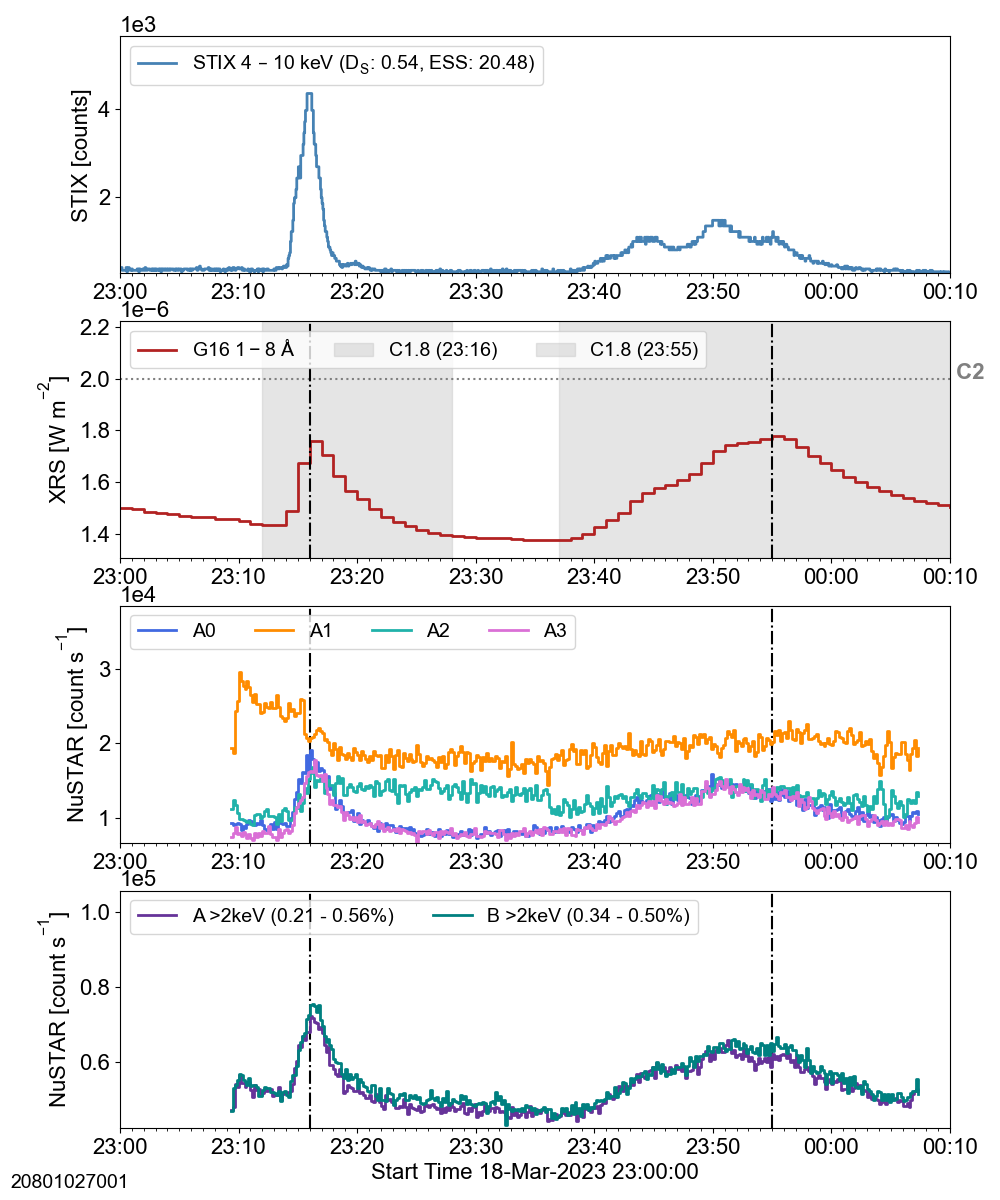 1e3
STIX 4 – 10 keV (D_S: 0.54, ESS: 20.48)
STIX [counts]
4
2
23:00 23:10 23:20 23:30 23:40 23:50 00:00 00:10
1e−6
G16 1 – 8 Å C1.8 (23:16) C1.8 (23:55)
XRS [W m⁻²]
2.2
2.0
1.8
1.6
1.4
C2
23:00 23:10 23:20 23:30 23:40 23:50 00:00 00:10
1e4
A0 A1 A2 A3
NuSTAR [count s⁻¹]
3
2
1
23:00 23:10 23:20 23:30 23:40 23:50 00:00 00:10
1e5
A >2keV (0.21 - 0.56%) B >2keV (0.34 - 0.50%)
NuSTAR [count s⁻¹]
1.0
0.8
0.6
23:00 23:10 23:20 23:30 23:40 23:50 00:00 00:10
Start Time 18-Mar-2023 23:00:00
20801027001